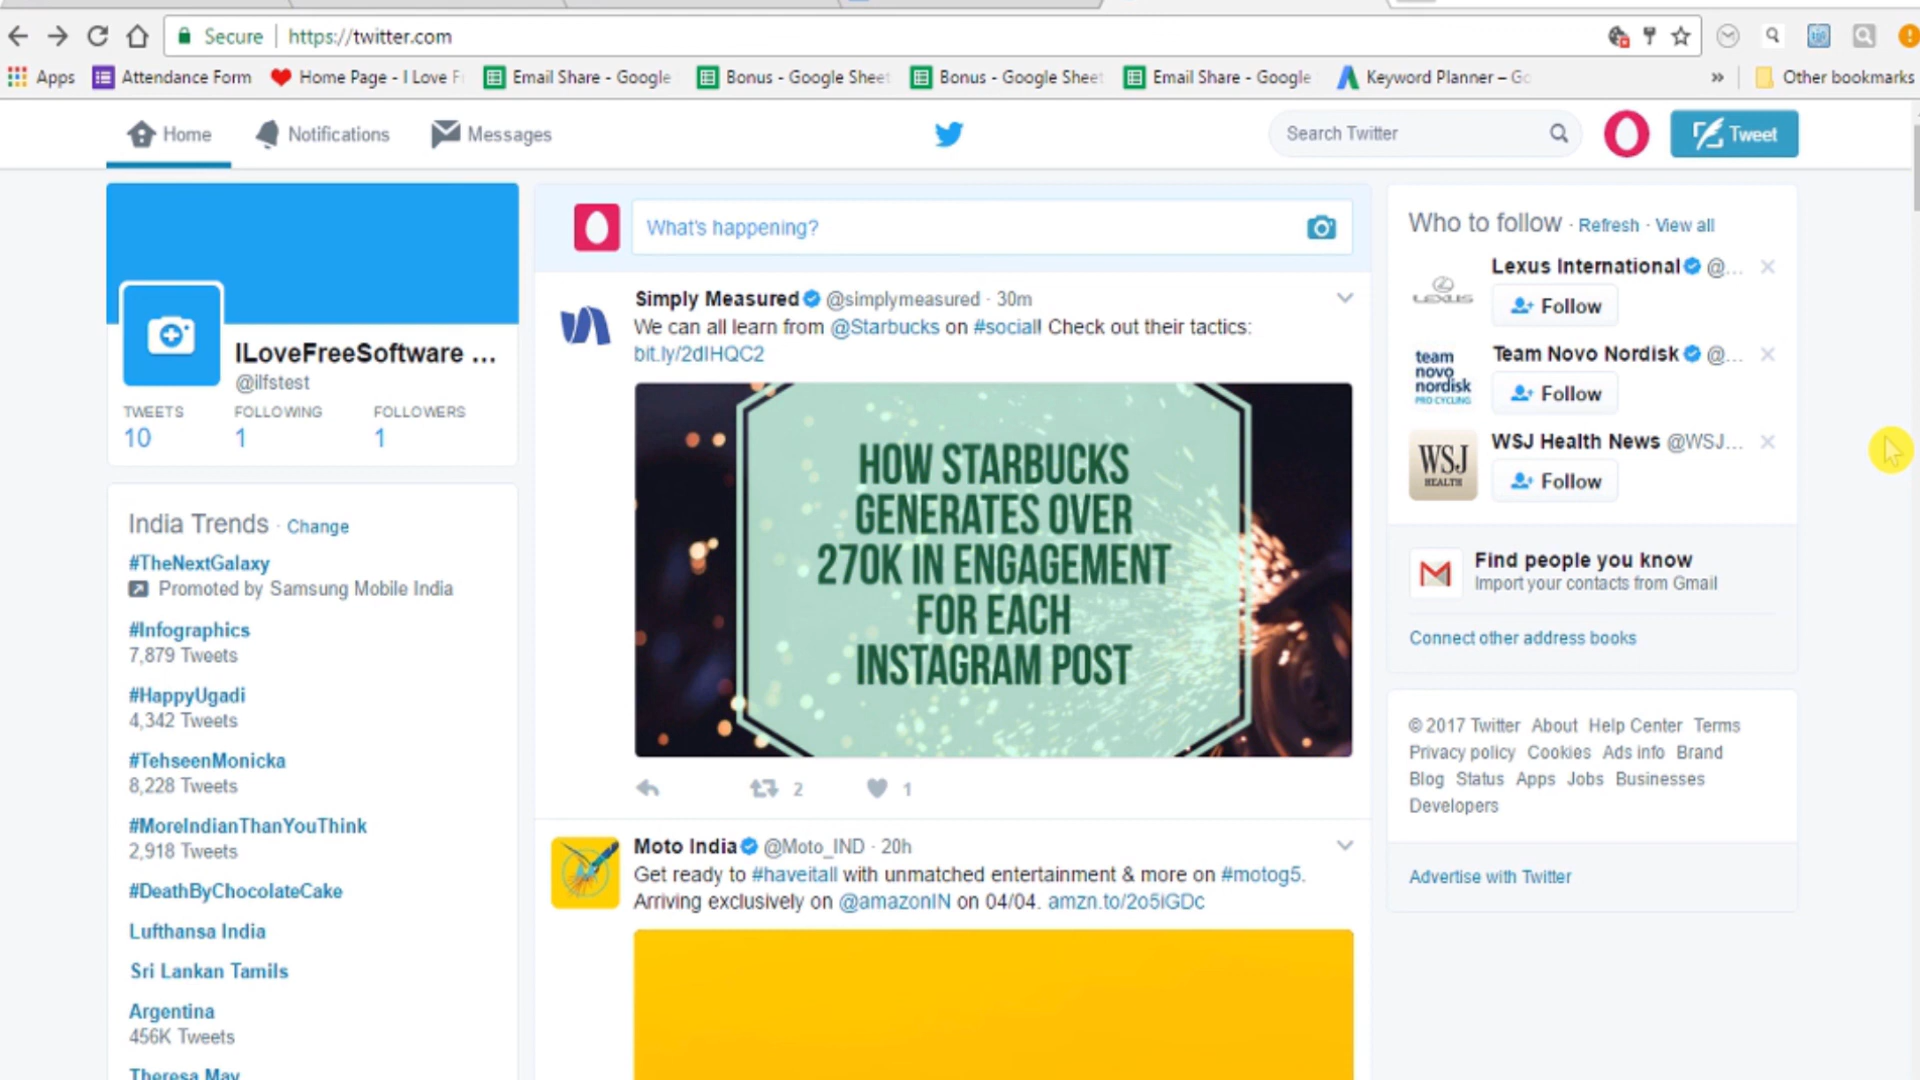 Secure | https://twitter.com
Apps Attendance Form Home Page - I Love F Email Share - Google Bonus - Google Sheet Bonus - Google Sheet Email Share - Google Keyword Planner – Go » Other bookmarks
Home Notifications Messages Search Twitter Tweet
What's happening?
ILoveFreeSoftware ...
@ilfstest
TWEETS FOLLOWING FOLLOWERS
10 1 1
India Trends · Change
#TheNextGalaxy
Promoted by Samsung Mobile India
#Infographics
7,879 Tweets
#HappyUgadi
4,342 Tweets
#TehseenMonicka
8,228 Tweets
#MoreIndianThanYouThink
2,918 Tweets
#DeathByChocolateCake
Lufthansa India
Sri Lankan Tamils
Argentina
456K Tweets
Theresa May
Simply Measured @simplymeasured · 30m
We can all learn from @Starbucks on #social! Check out their tactics:
bit.ly/2dIHQC2
HOW STARBUCKS
GENERATES OVER
270K IN ENGAGEMENT
FOR EACH
INSTAGRAM POST
2 1
Moto India @Moto_IND · 20h
Get ready to #haveitall with unmatched entertainment & more on #motog5.
Arriving exclusively on @amazonIN on 04/04. amzn.to/2o5iGDc
Who to follow · Refresh · View all
LEXUS
Lexus International @...
Follow
team
novo
nordisk
PRO CYCLING
Team Novo Nordisk @...
Follow
WSJ
HEALTH
WSJ Health News @WSJ...
Follow
Find people you know
Import your contacts from Gmail
Connect other address books
© 2017 Twitter About Help Center Terms
Privacy policy Cookies Ads info Brand
Blog Status Apps Jobs Businesses
Developers
Advertise with Twitter